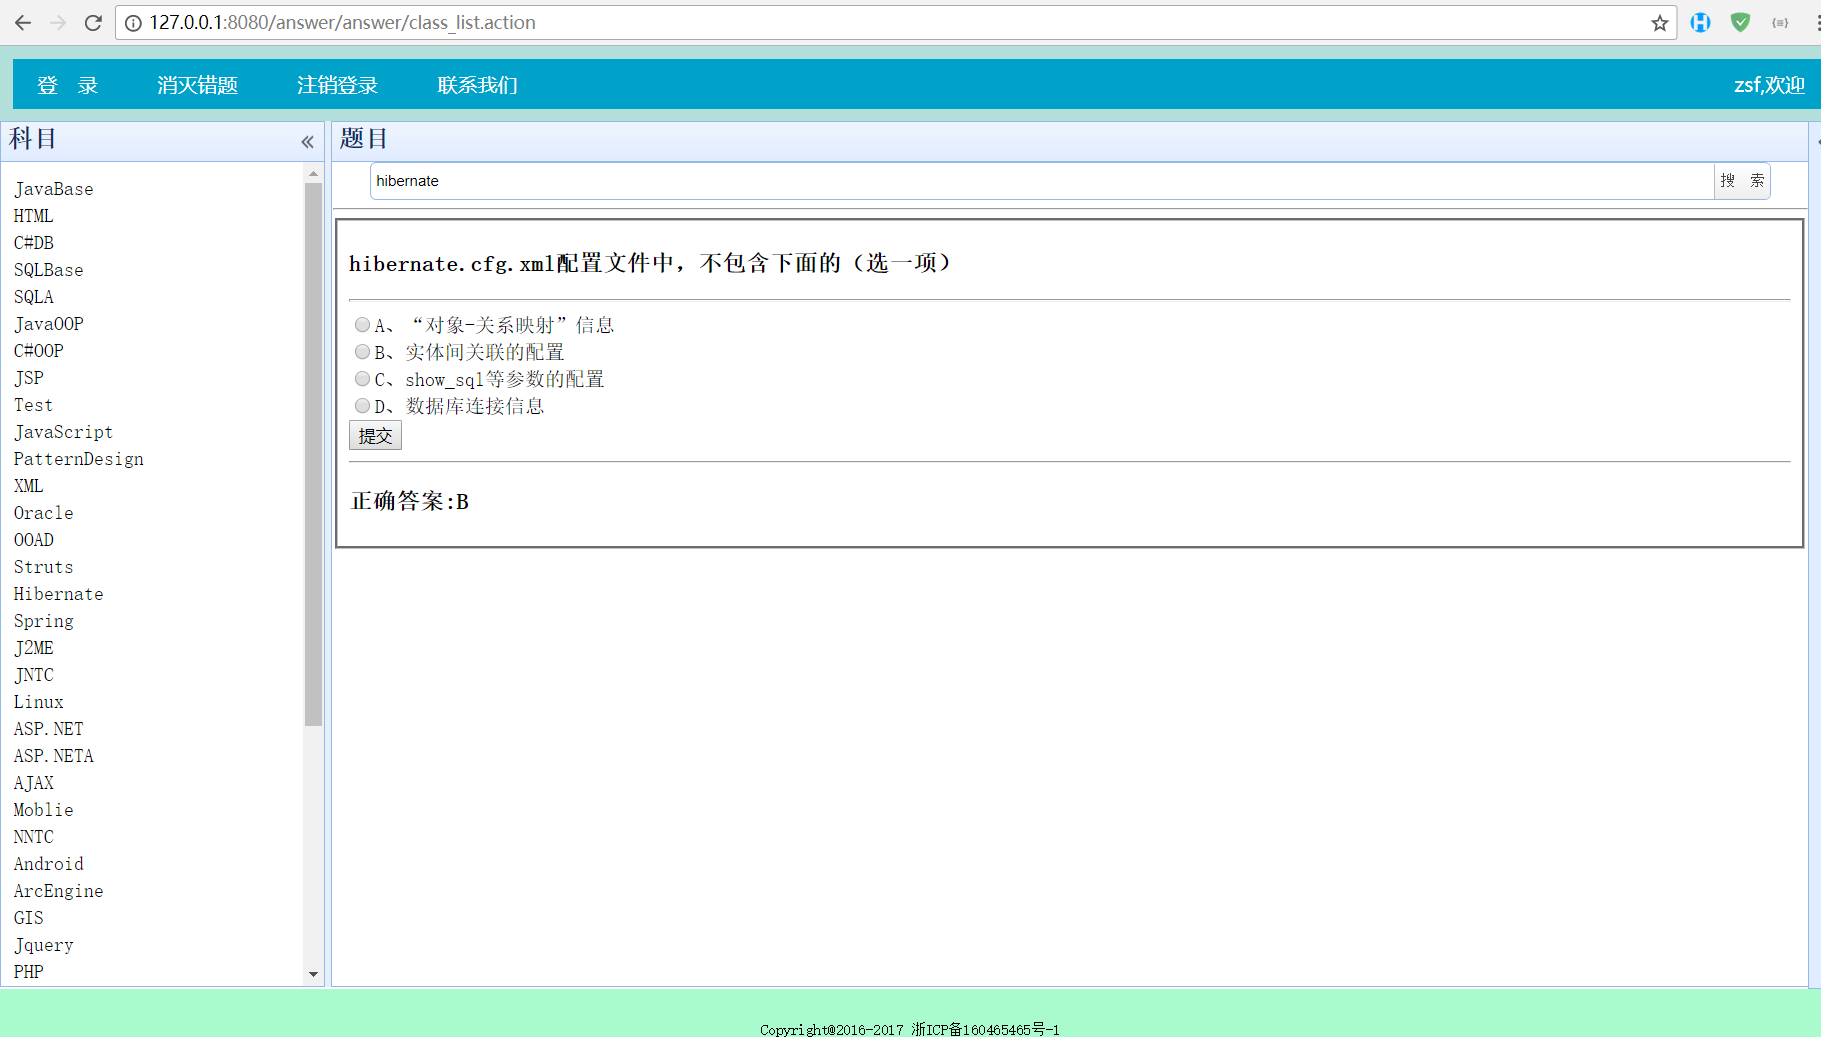 127.0.0.1:8080/answer/answer/class_list.action
登 录 消灭错题 注销登录 联系我们 zsf,欢迎
科目
JavaBase
HTML
C#DB
SQLBase
SQLA
JavaOOP
C#OOP
JSP
Test
JavaScript
PatternDesign
XML
Oracle
OOAD
Struts
Hibernate
Spring
J2ME
JNTC
Linux
ASP.NET
ASP.NETA
AJAX
Moblie
NNTC
Android
ArcEngine
GIS
Jquery
PHP
题目
hibernate 搜 索
hibernate.cfg.xml配置文件中，不包含下面的（选一项）
A、“对象-关系映射”信息
B、实体间关联的配置
C、show_sql等参数的配置
D、数据库连接信息
提交
正确答案:B
Copyright@2016-2017 浙ICP备160465465号-1